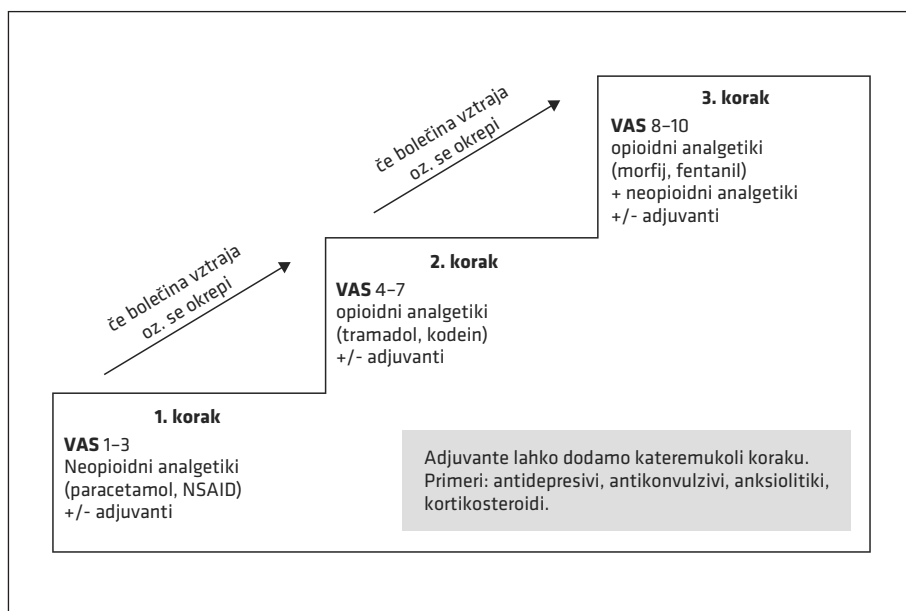 1. korak
VAS 1–3
Neopioidni analgetiki
(paracetamol, NSAID)
+/- adjuvanti
če bolečina vztraja
oz. se okrepi
2. korak
VAS 4–7
opioidni analgetiki
(tramadol, kodein)
+/- adjuvanti
če bolečina vztraja
oz. se okrepi
3. korak
VAS 8–10
opioidni analgetiki
(morfij, fentanil)
+ neopioidni analgetiki
+/- adjuvanti
Adjuvante lahko dodamo kateremukoli koraku.
Primeri: antidepresivi, antikonvulzivi, anksiolitiki,
kortikosteroidi.